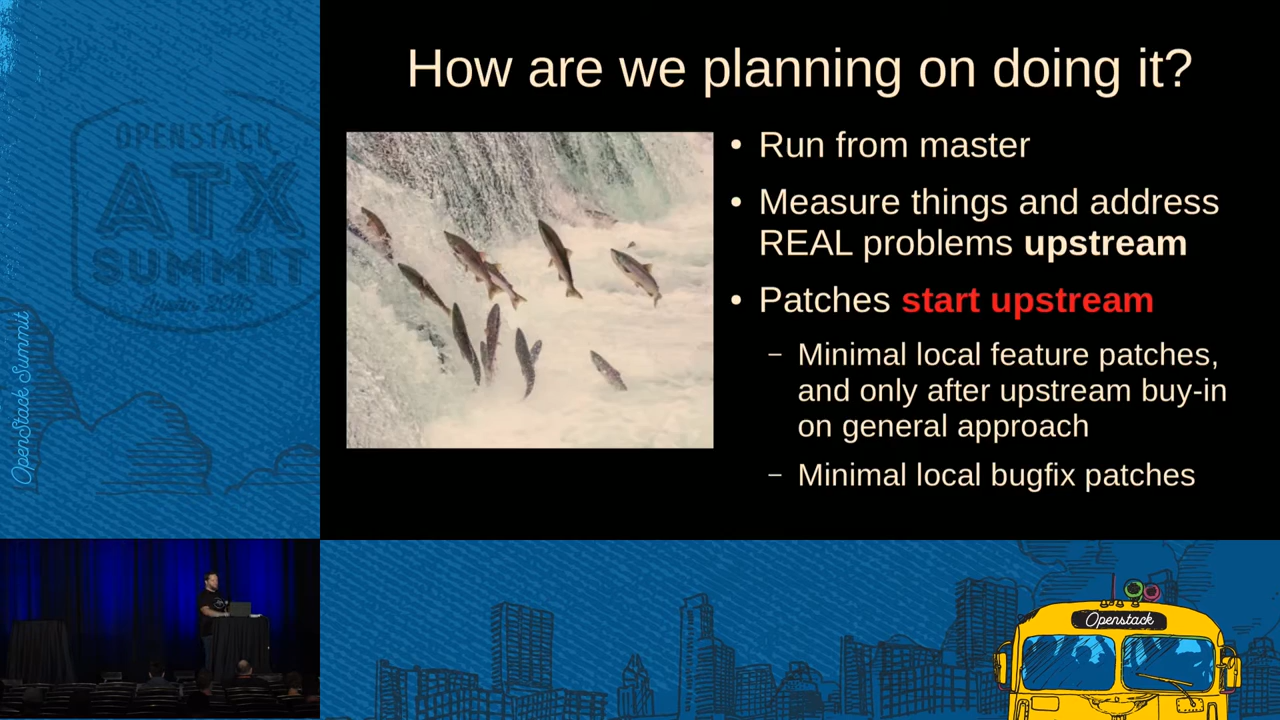 How are we planning on doing it?
• Run from master
• Measure things and address
REAL problems upstream
• Patches start upstream
– Minimal local feature patches,
and only after upstream buy-in
on general approach
– Minimal local bugfix patches
OPENSTACK
ATX
SUMMIT
OpenStack Summit
Openstack